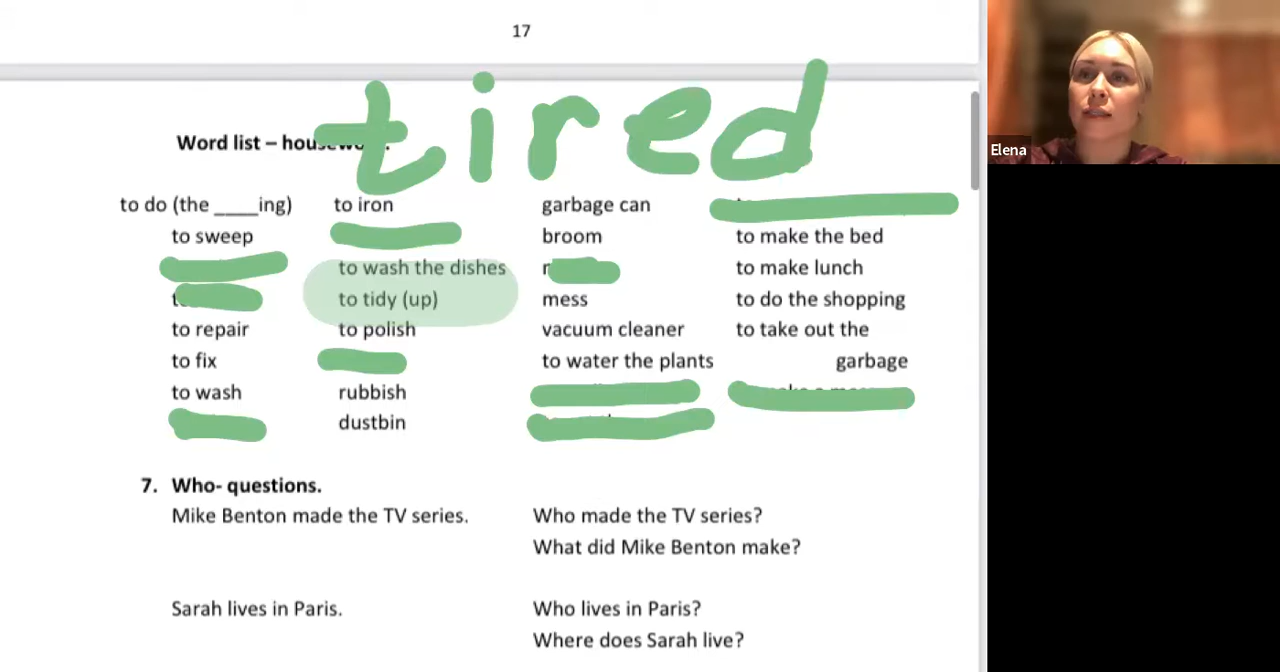 17
tired
Word list – housework.
to do (the ____ing) to iron garbage can
to sweep broom to make the bed
to wash the dishes to make lunch
to tidy (up) mess to do the shopping
to repair to polish vacuum cleaner to take out the
to fix to water the plants garbage
to wash rubbish
dustbin
7. Who- questions.
Mike Benton made the TV series. Who made the TV series?
What did Mike Benton make?
Sarah lives in Paris. Who lives in Paris?
Where does Sarah live?
Elena